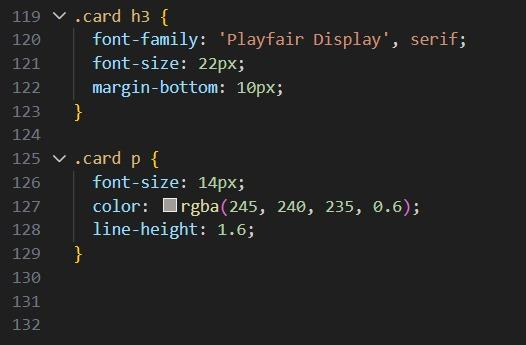 119 .card h3 {
120 font-family: 'Playfair Display', serif;
121 font-size: 22px;
122 margin-bottom: 10px;
123 }
124
125 .card p {
126 font-size: 14px;
127 color: rgba(245, 240, 235, 0.6);
128 line-height: 1.6;
129 }
130
131
132